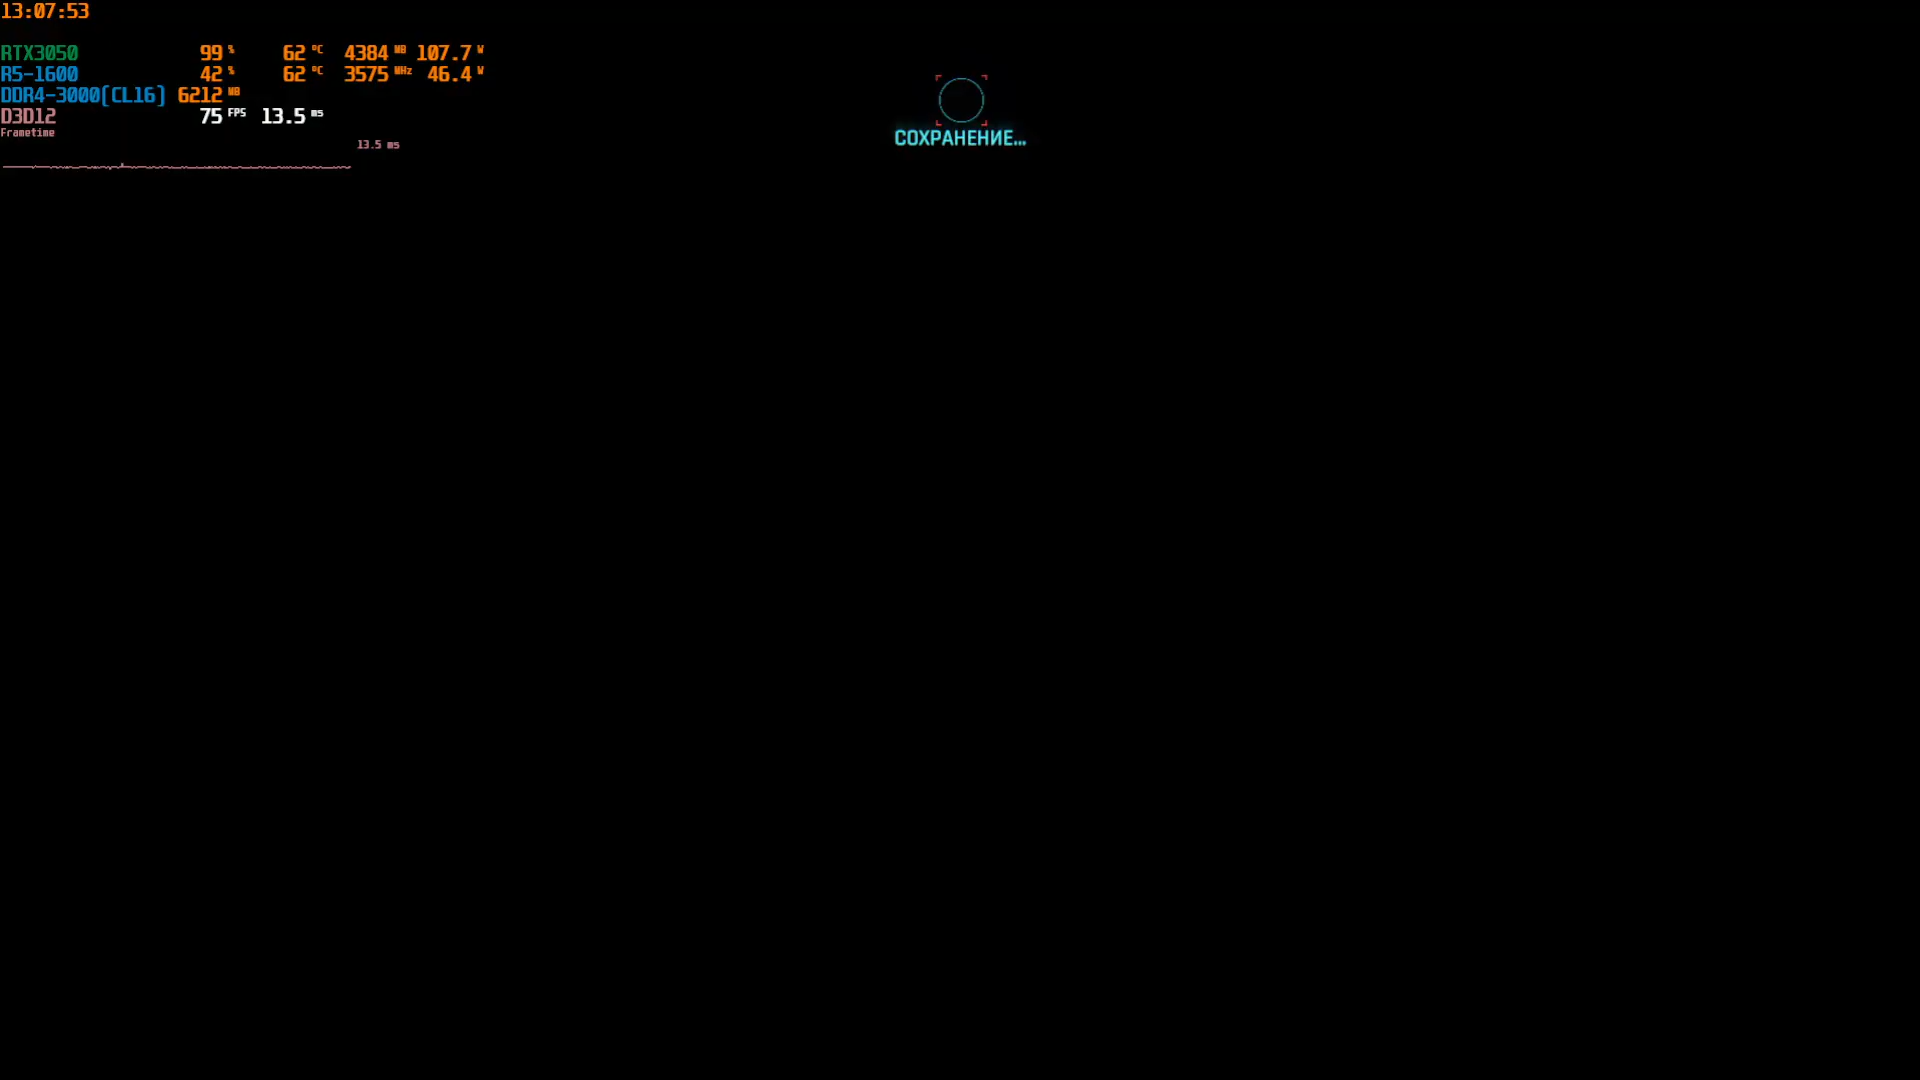 13:07:53
RTX3050 99 % 62 °C 4384 MB 107.7 W
R5-1600 42 % 62 °C 3575 MHz 46.4 W
DDR4-3000(CL16) 6212 MB
D3D12 75 FPS 13.5 ms
Frametime
13.5 ms
СОХРАНЕНИЕ...